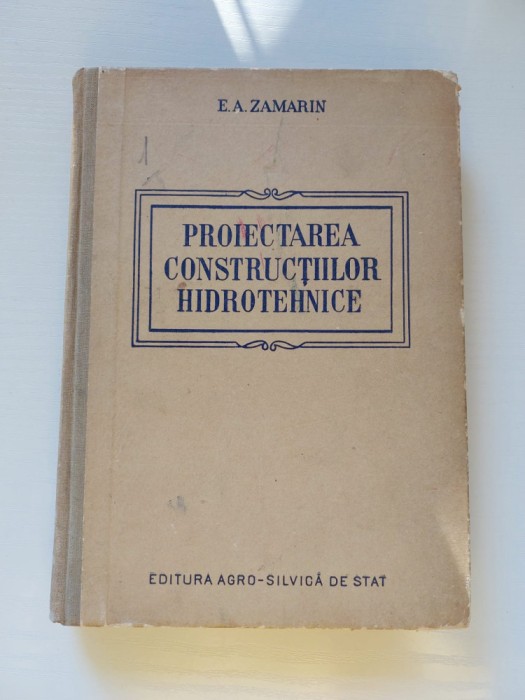 E. A. ZAMARIN
PROIECTAREA
CONSTRUCȚIILOR
HIDROTEHNICE
EDITURA AGRO-SILVICĂ DE STAT